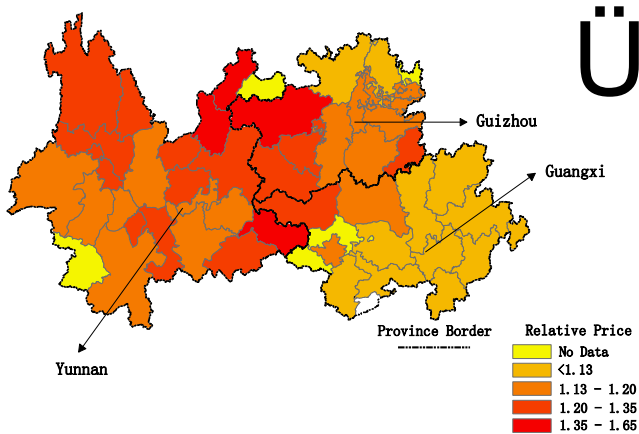 Ü
Guizhou
Guangxi
Yunnan
Province Border
Relative Price
No Data
<1.13
1.13 - 1.20
1.20 - 1.35
1.35 - 1.65